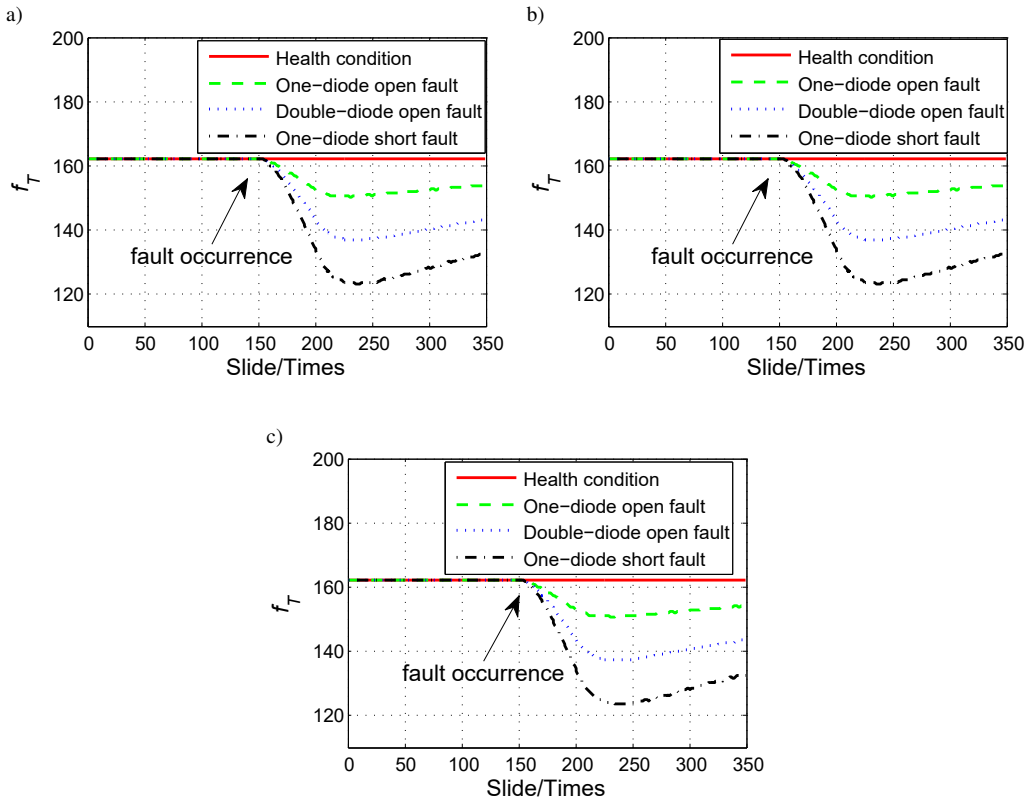 a)
200
180
160
140
120
f_T
Health condition
One−diode open fault
Double−diode open fault
One−diode short fault
fault occurrence
0 50 100 150 200 250 300 350
Slide/Times
b)
200
180
160
140
120
f_T
Health condition
One−diode open fault
Double−diode open fault
One−diode short fault
fault occurrence
0 50 100 150 200 250 300 350
Slide/Times
c)
200
180
160
140
120
f_T
Health condition
One−diode open fault
Double−diode open fault
One−diode short fault
fault occurrence
0 50 100 150 200 250 300 350
Slide/Times